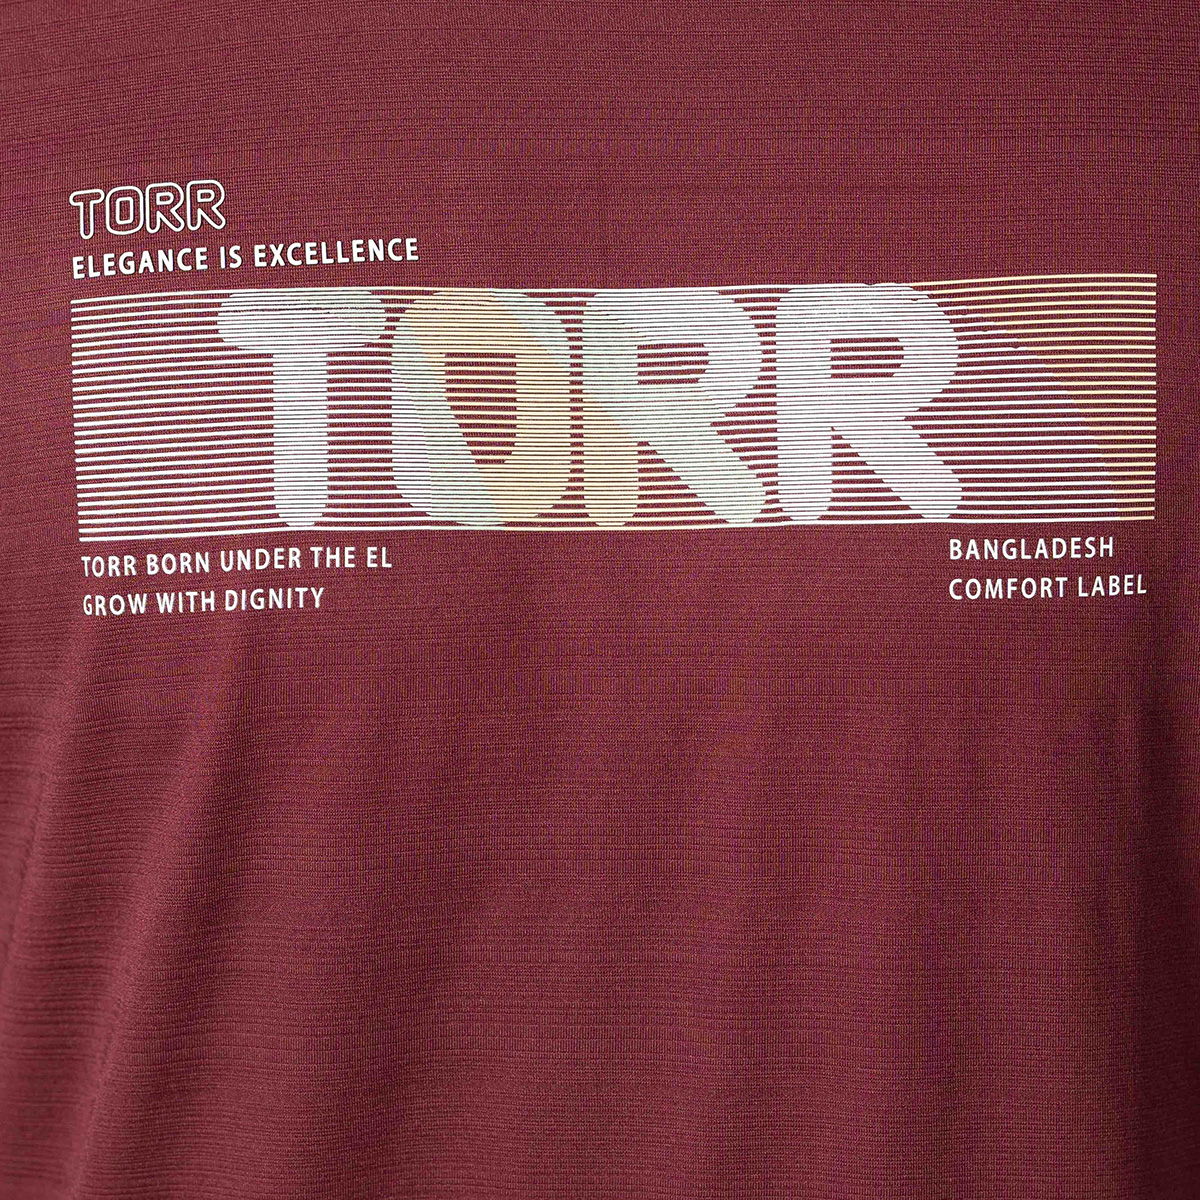 TORR
ELEGANCE IS EXCELLENCE
TORR
TORR BORN UNDER THE EL
GROW WITH DIGNITY
BANGLADESH
COMFORT LABEL